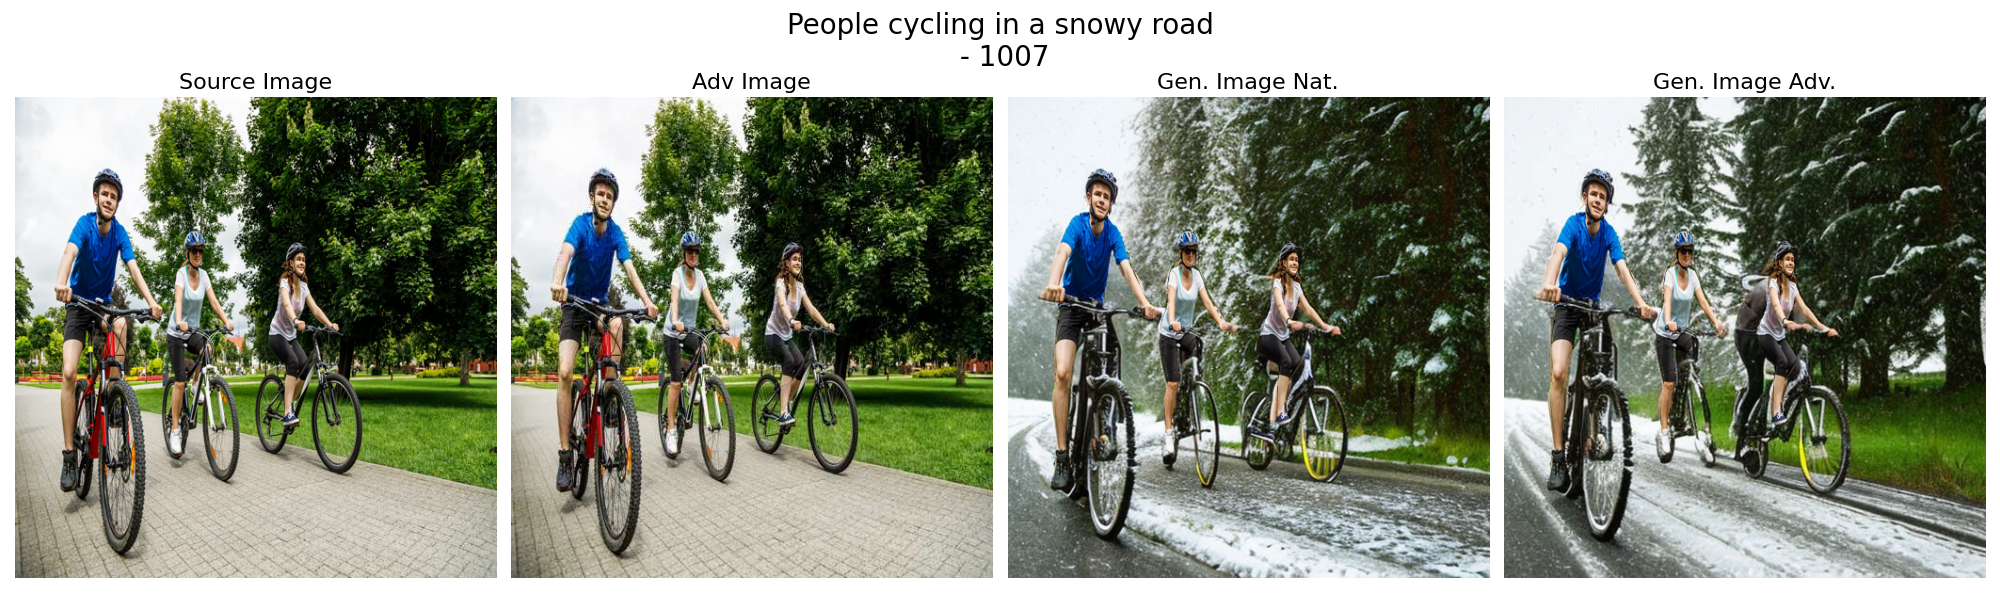 People cycling in a snowy road
- 1007
Source Image
Adv Image
Gen. Image Nat.
Gen. Image Adv.